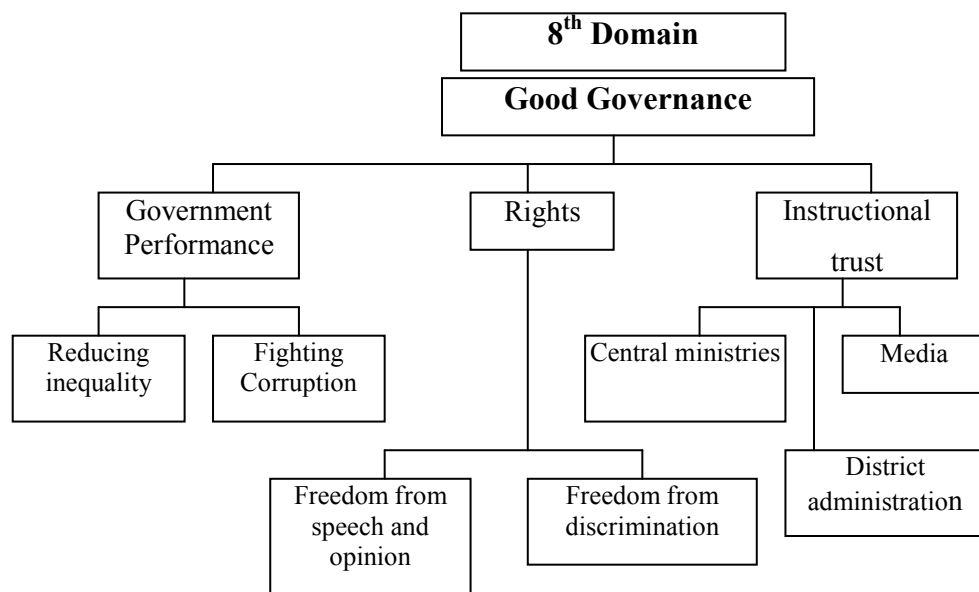 8th Domain
Good Governance
Government
Performance
Rights
Instructional
trust
Reducing
inequality
Fighting
Corruption
Central ministries
Media
District
administration
Freedom from
speech and
opinion
Freedom from
discrimination